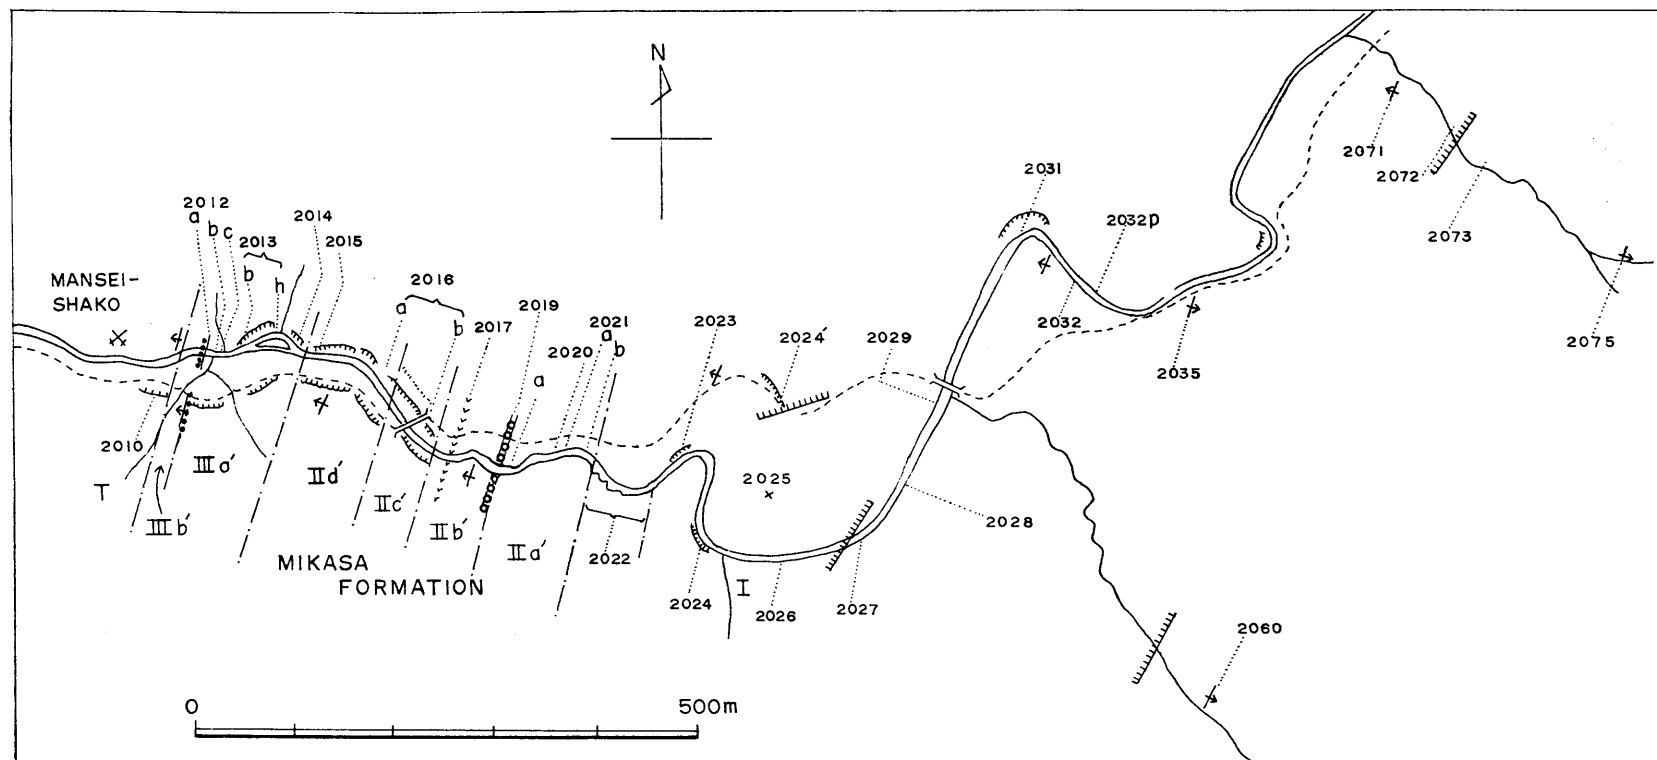 N
2071
2072
2073
2075
2031
2032p
2032
2035
2012
a
b
c
2013
b
h
2014
2015
2016
a
b
2017
2019
a
2020
2021
a
b
2023
2024'
2029
MANSEI-
SHAKO
2010
T
IIIa'
IIIb'
IId'
IIc'
IIb'
IIa'
2022
2025
2028
2024
I
2026
2027
2060
MIKASA
FORMATION
0
500m